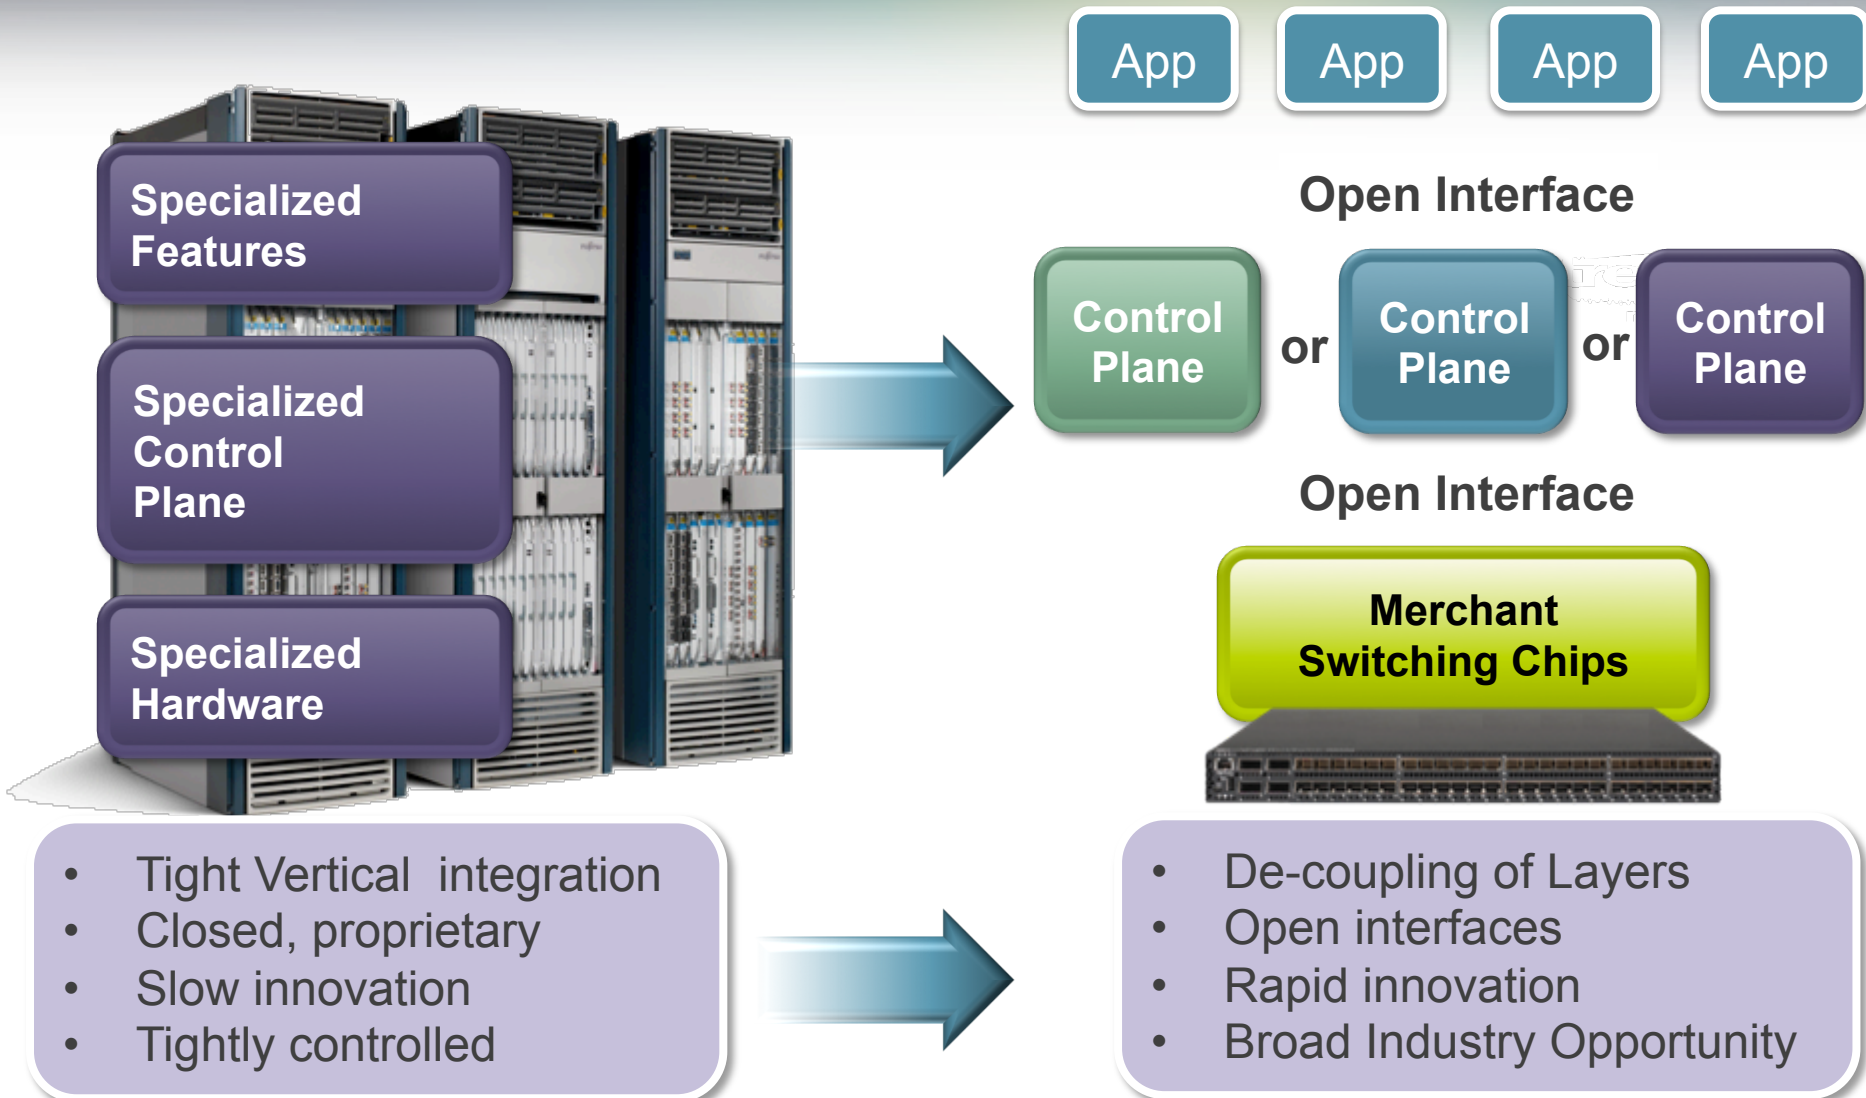 App
App
App
App
Specialized
Features
Specialized
Control
Plane
Specialized
Hardware
Open Interface
Control
Plane
or
Control
Plane
or
Control
Plane
Open Interface
Merchant
Switching Chips
• Tight Vertical  integration
• Closed, proprietary
• Slow innovation
• Tightly controlled
• De-coupling of Layers
• Open interfaces
• Rapid innovation
• Broad Industry Opportunity